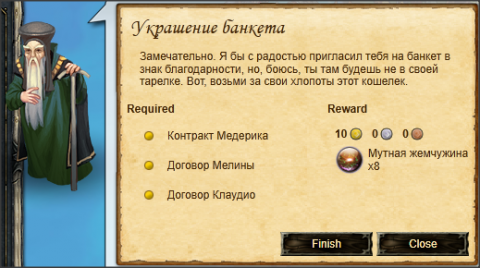 Украшение банкета
Замечательно. Я бы с радостью пригласил тебя на банкет в
знак благодарности, но, боюсь, ты там будешь не в своей
тарелке. Вот, возьми за свои хлопоты этот кошелек.
Required
Контракт Медерика
Договор Мелины
Договор Клаудио
Reward
10 0 0
Мутная жемчужина
x8
Finish Close